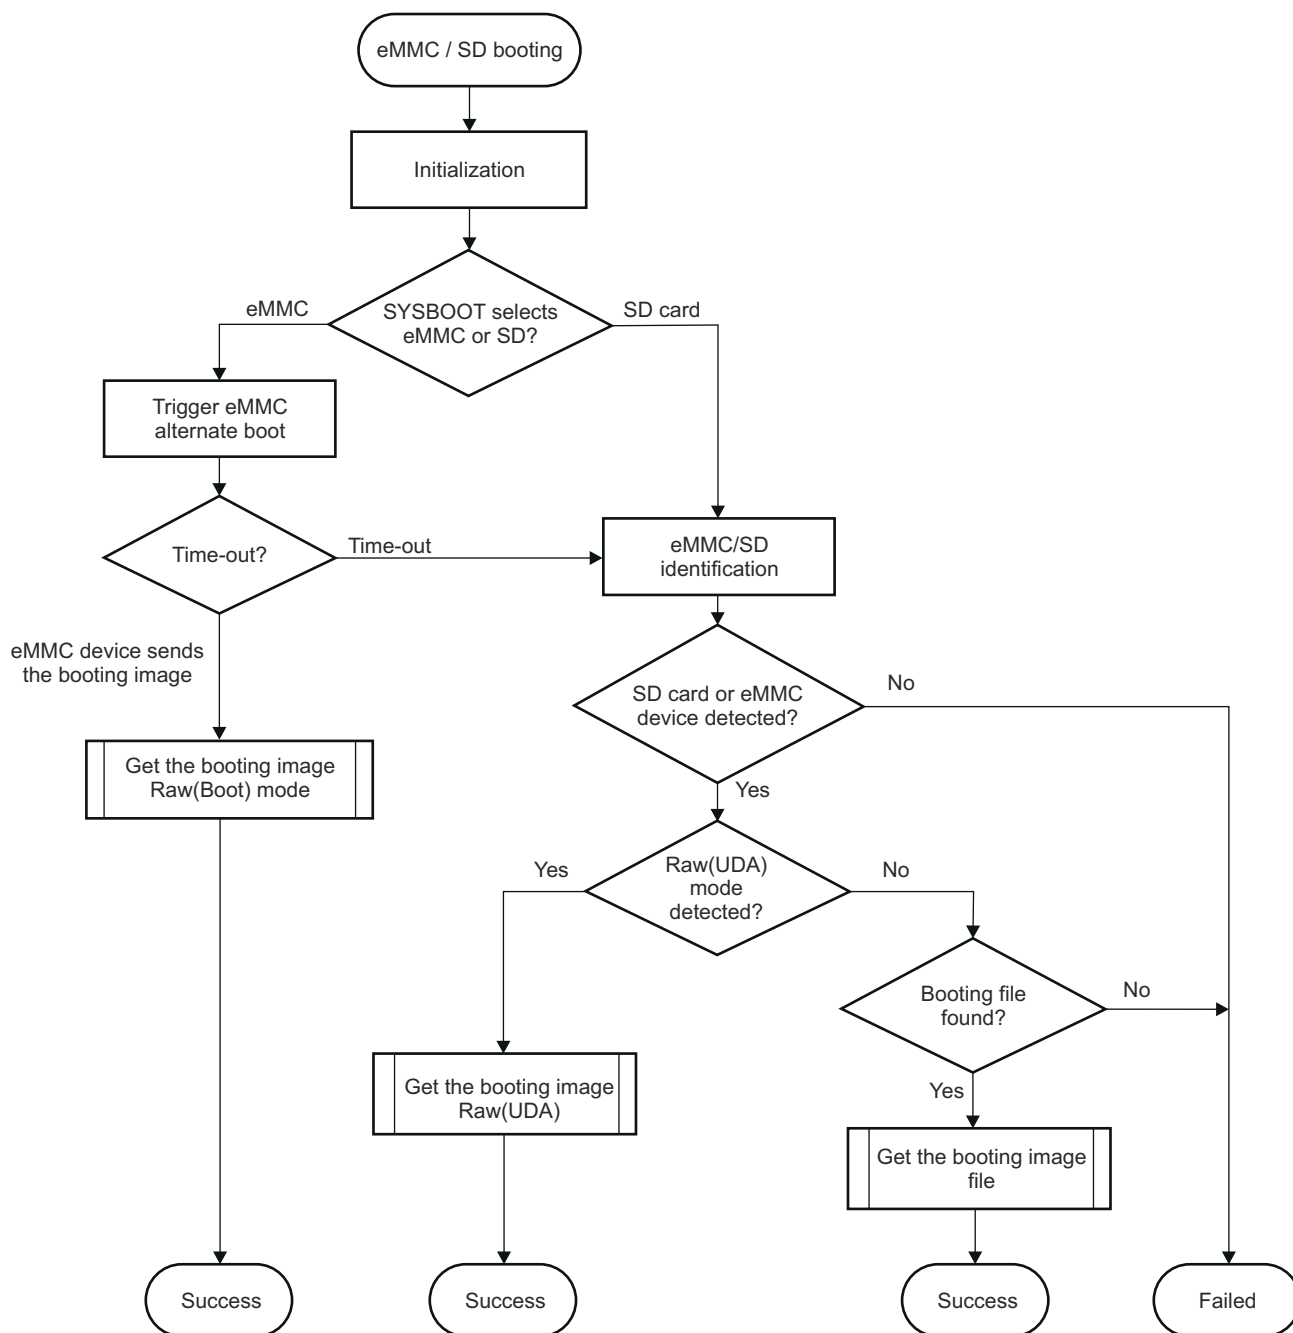 eMMC / SD booting
Initialization
SYSBOOT selects
eMMC or SD?
eMMC
SD card
Trigger eMMC
alternate boot
Time-out?
Time-out
eMMC/SD
identification
eMMC device sends
the booting image
SD card or eMMC
device detected?
No
Yes
Get the booting image
Raw(Boot) mode
Raw(UDA)
mode
detected?
Yes
No
Booting file
found?
No
Yes
Get the booting image
Raw(UDA)
Get the booting image
file
Success
Success
Success
Failed